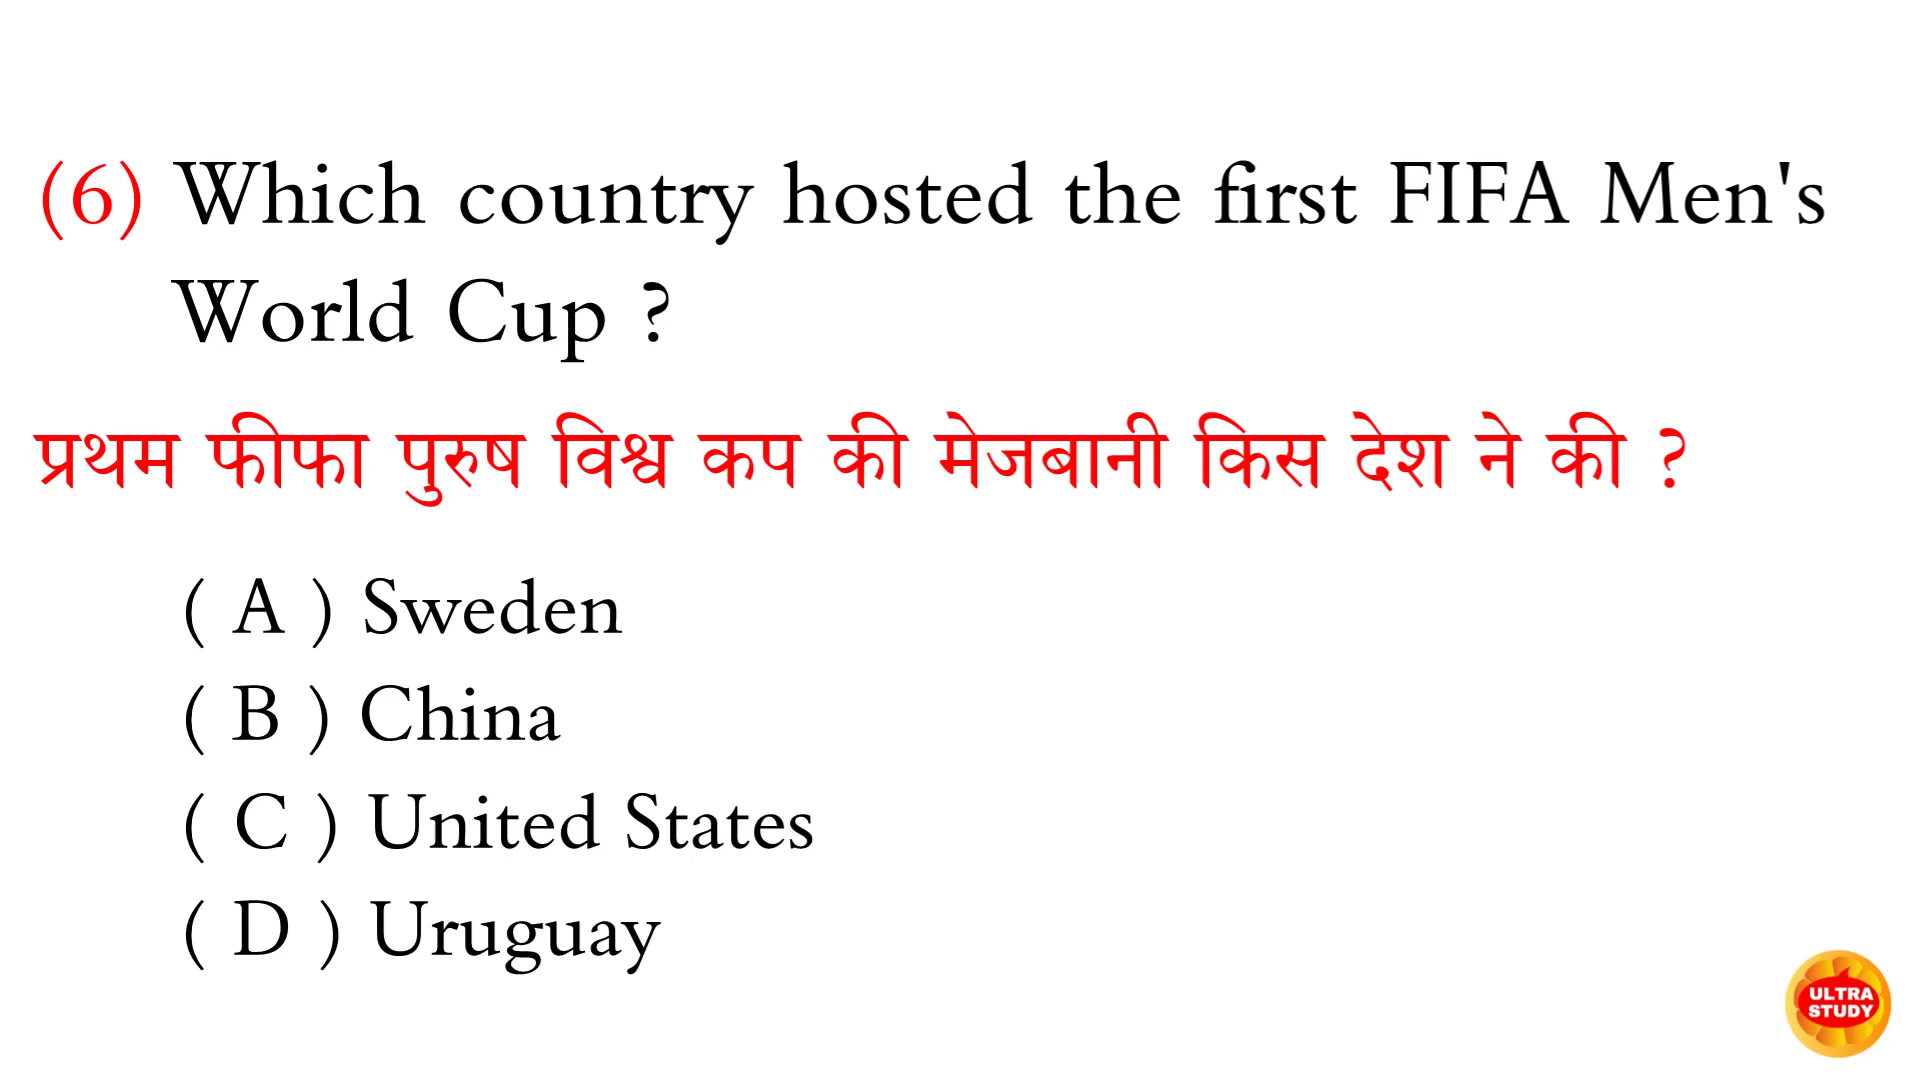 (6) Which country hosted the first FIFA Men's
World Cup ?
प्रथम फीफा पुरुष विश्व कप की मेजबानी किस देश ने की ?
( A ) Sweden
( B ) China
( C ) United States
( D ) Uruguay
ULTRA
STUDY